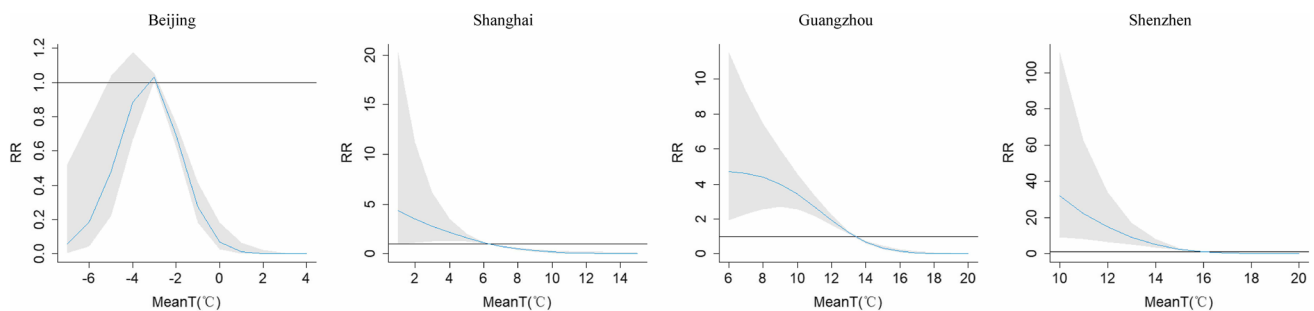 Beijing
Shanghai
Guangzhou
Shenzhen
RR
1.2
1.0
0.8
0.6
0.4
0.2
0.0
-6 -4 -2 0 2 4
MeanT(℃)
RR
20
15
10
5
0
2 4 6 8 10 12 14
MeanT(℃)
RR
10
8
6
4
2
0
6 8 10 12 14 16 18 20
MeanT(℃)
RR
100
80
60
40
20
0
10 12 14 16 18 20
MeanT(℃)